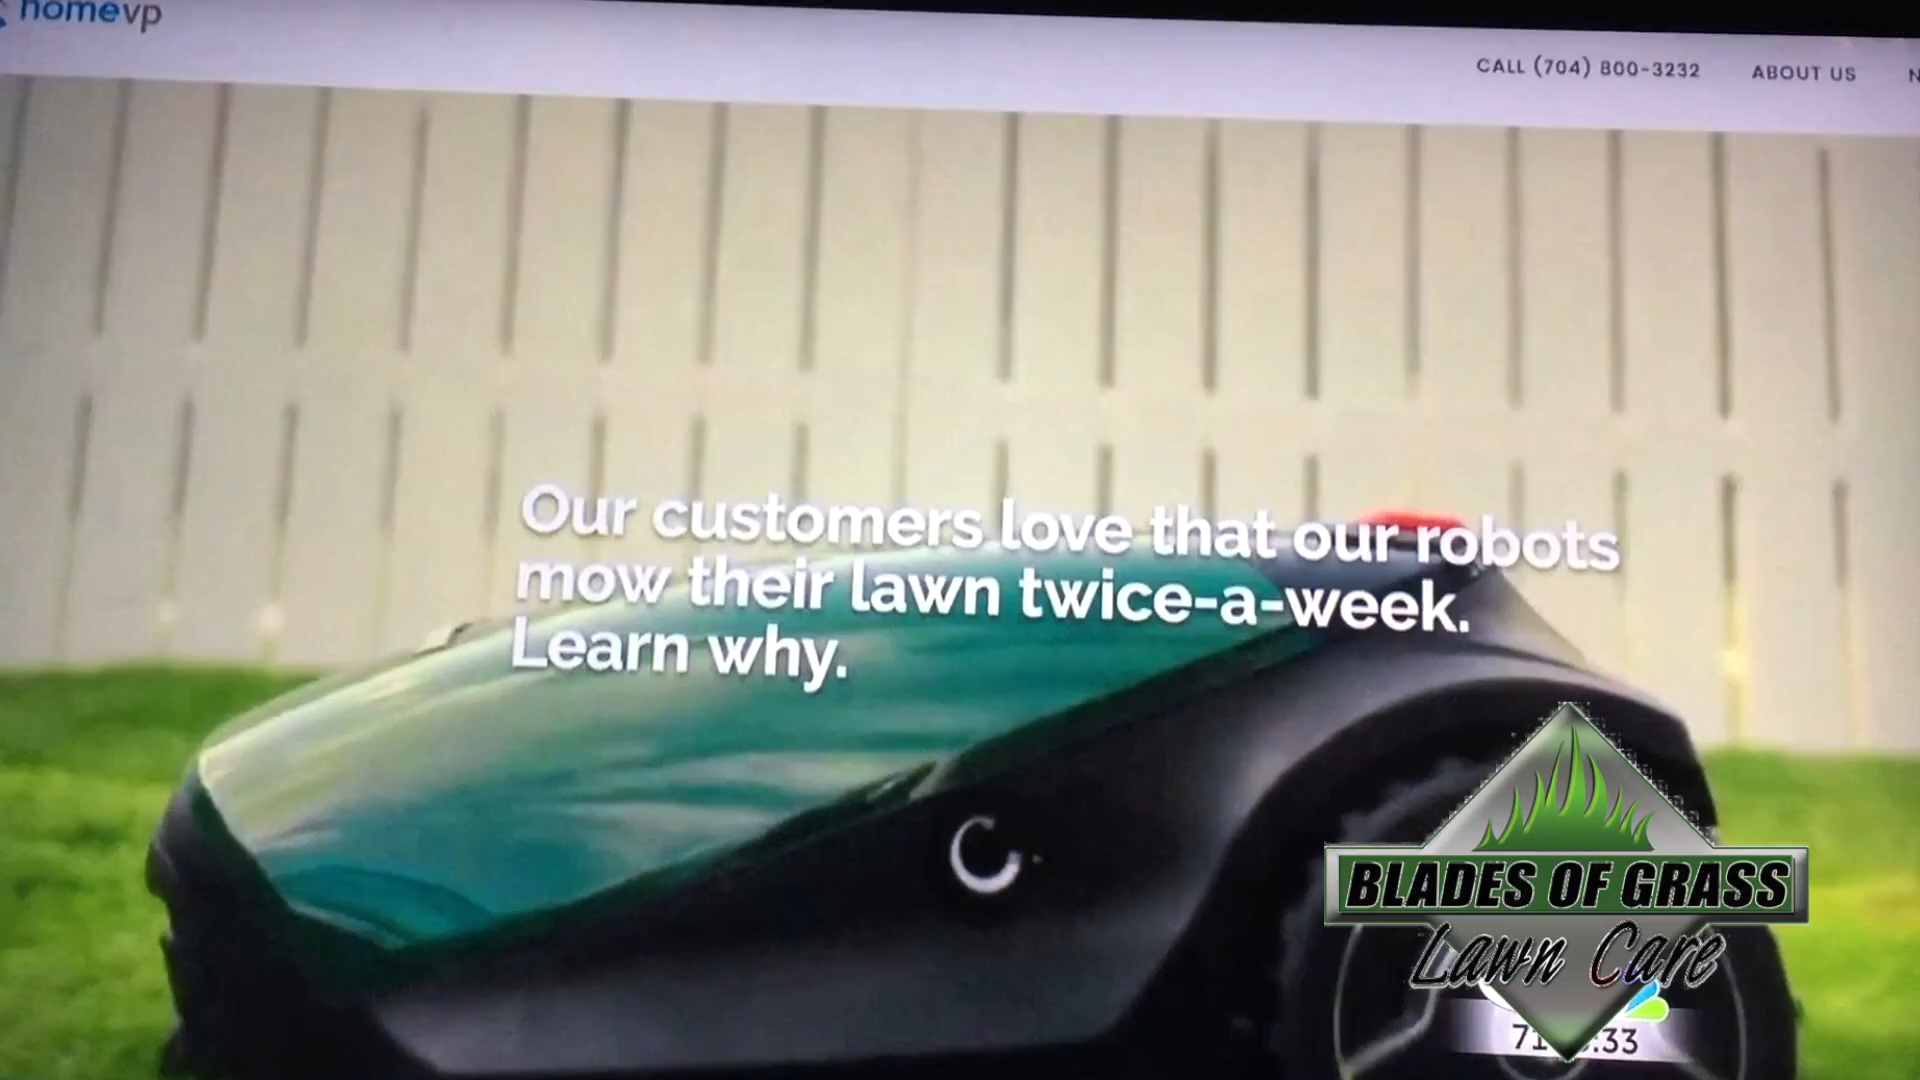 homevp
CALL (704) 800-3232
ABOUT US
Our customers love that our robots
mow their lawn twice-a-week.
Learn why.
BLADES OF GRASS
Lawn Care